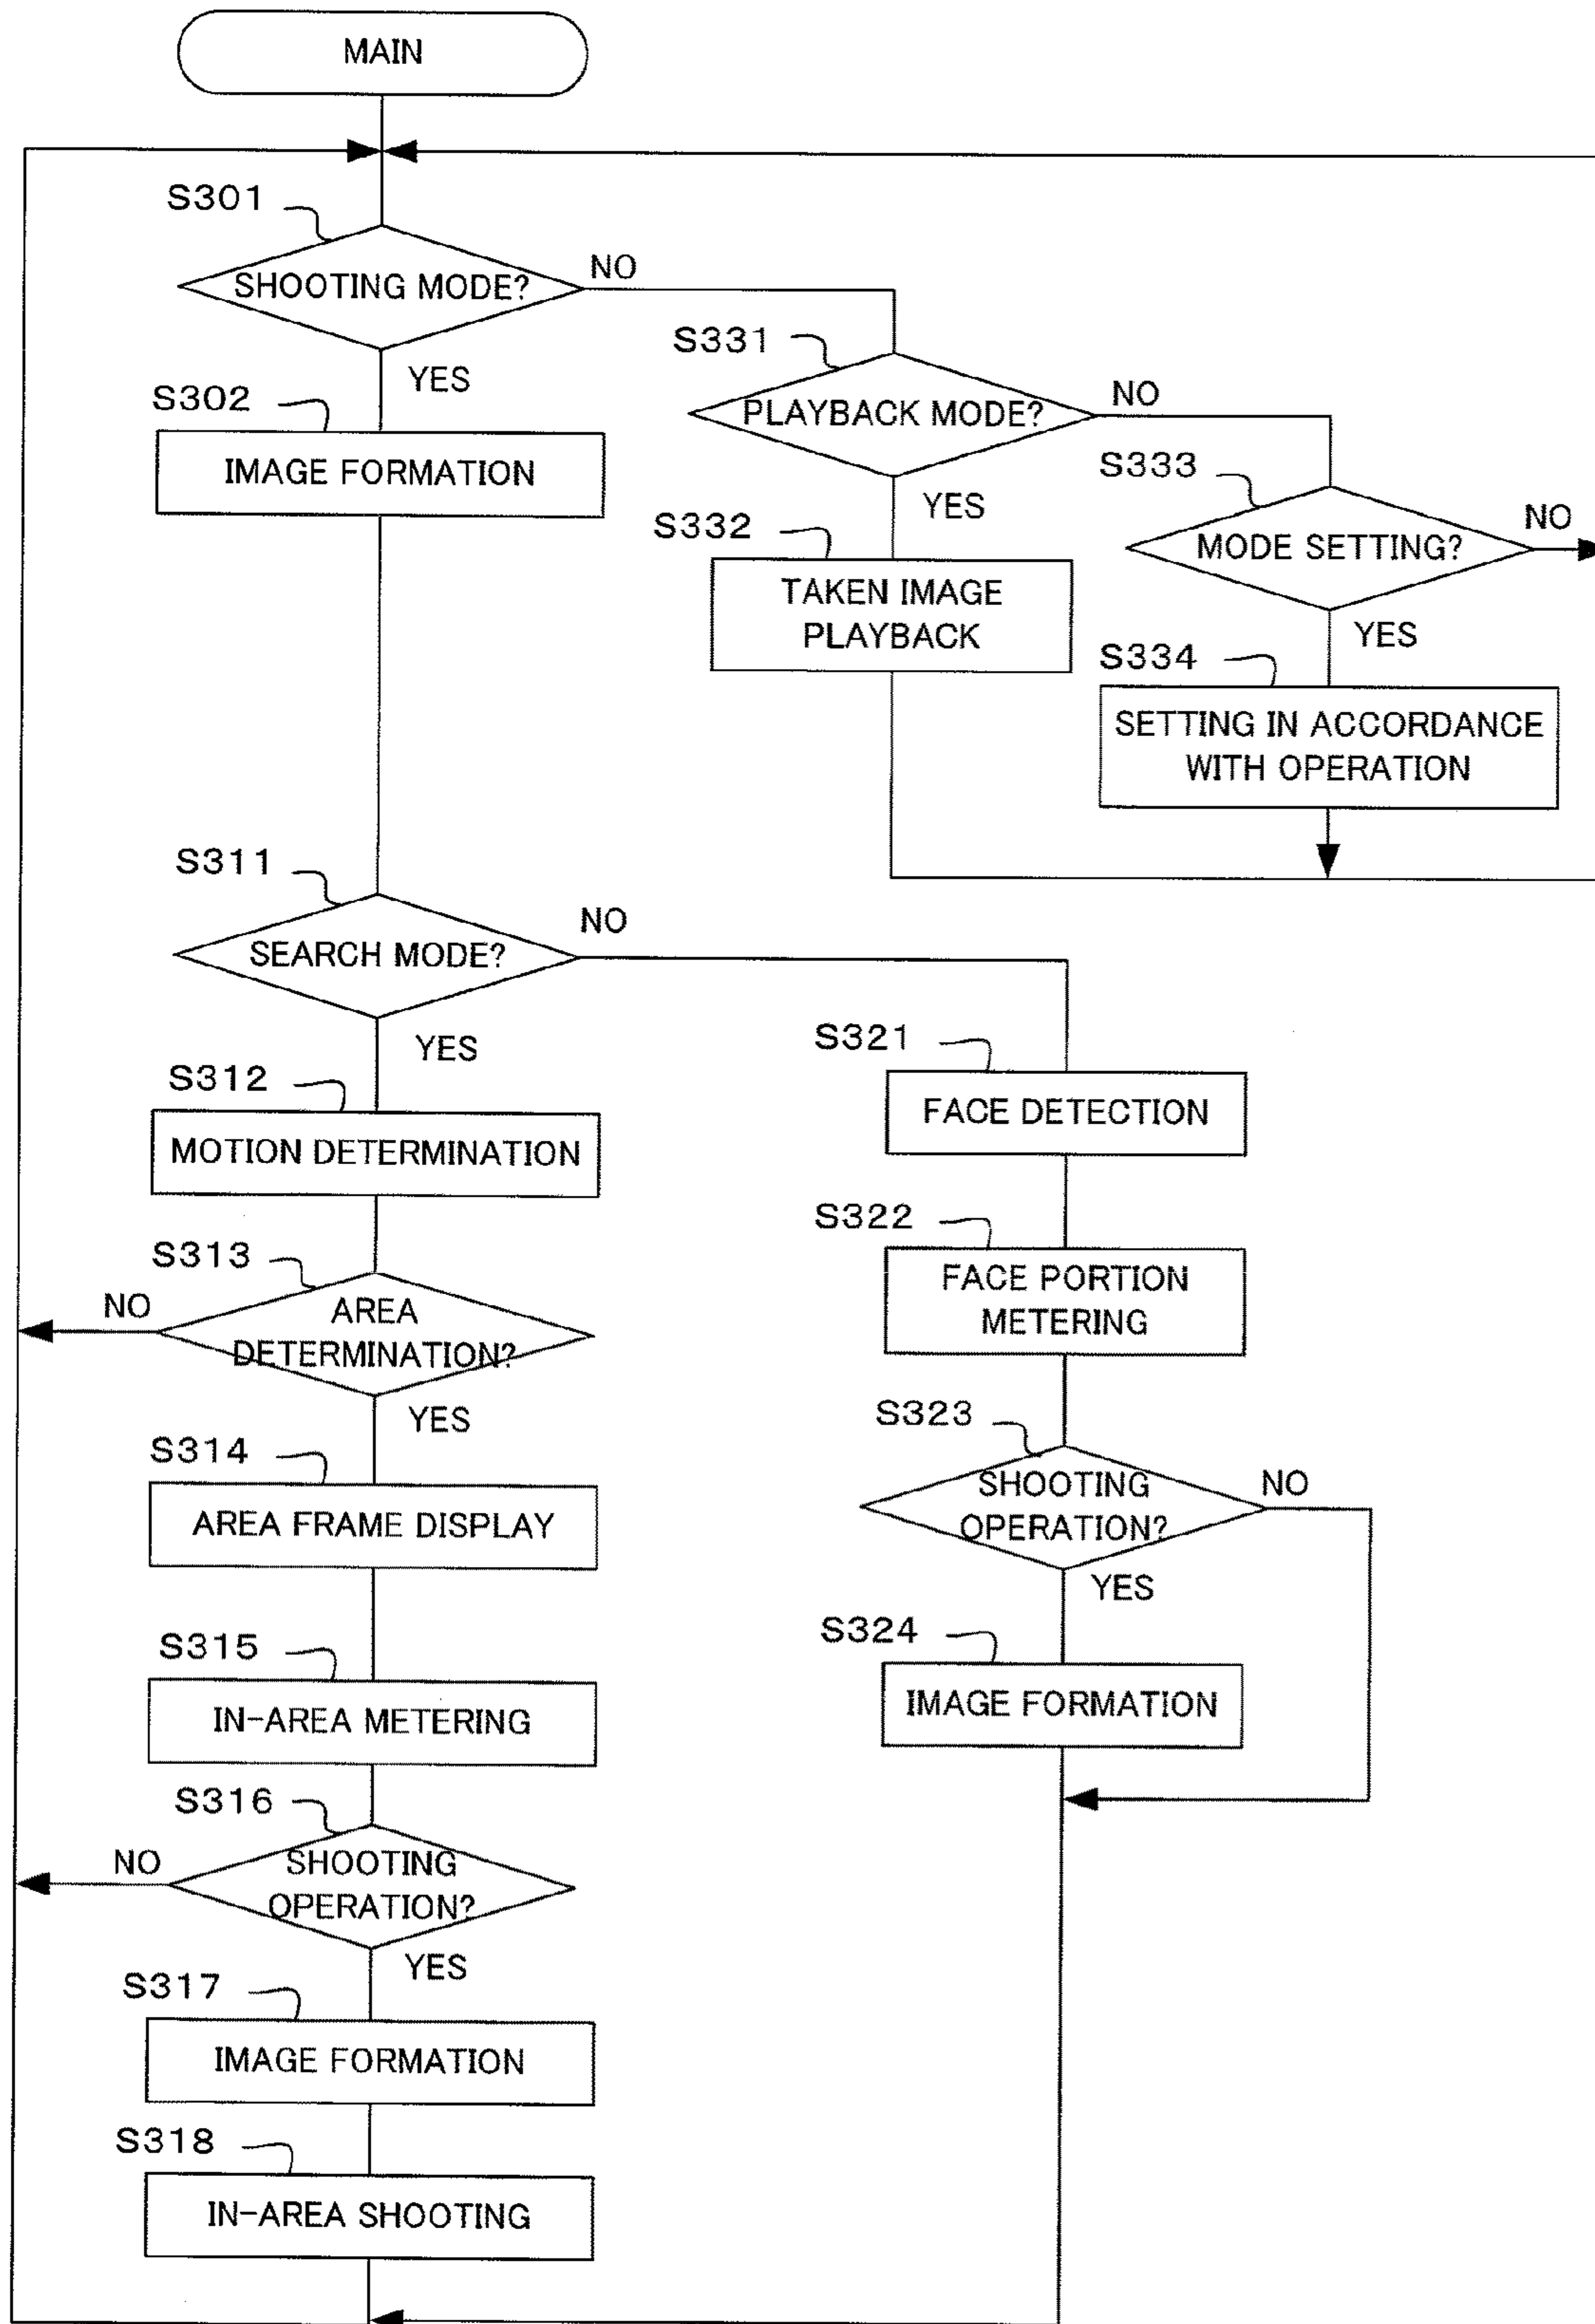 MAIN
S301
SHOOTING MODE?
NO
YES
S302
IMAGE FORMATION
S331
PLAYBACK MODE?
NO
YES
S332
TAKEN IMAGE
PLAYBACK
S333
MODE SETTING?
NO
YES
S334
SETTING IN ACCORDANCE
WITH OPERATION
S311
SEARCH MODE?
NO
YES
S312
MOTION DETERMINATION
S313
AREA
DETERMINATION?
NO
YES
S314
AREA FRAME DISPLAY
S315
IN-AREA METERING
S316
SHOOTING
OPERATION?
NO
YES
S317
IMAGE FORMATION
S318
IN-AREA SHOOTING
S321
FACE DETECTION
S322
FACE PORTION
METERING
S323
SHOOTING
OPERATION?
NO
YES
S324
IMAGE FORMATION